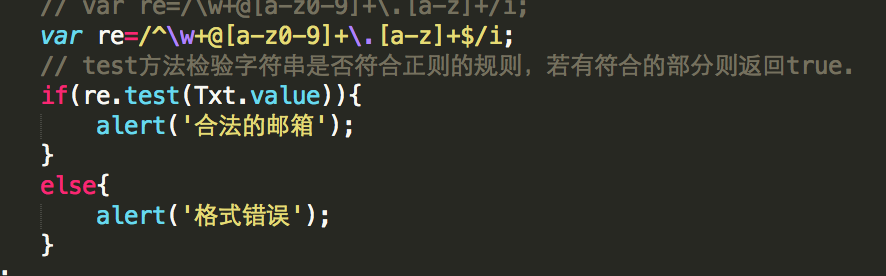 // var re=/\w+@[a-z0-9]+\.[a-z]+/i;
var re=/^\w+@[a-z0-9]+\.[a-z]+$/i;
// test方法检验字符串是否符合正则的规则，若有符合的部分则返回true.
if(re.test(Txt.value)){
alert('合法的邮箱');
}
else{
alert('格式错误');
}